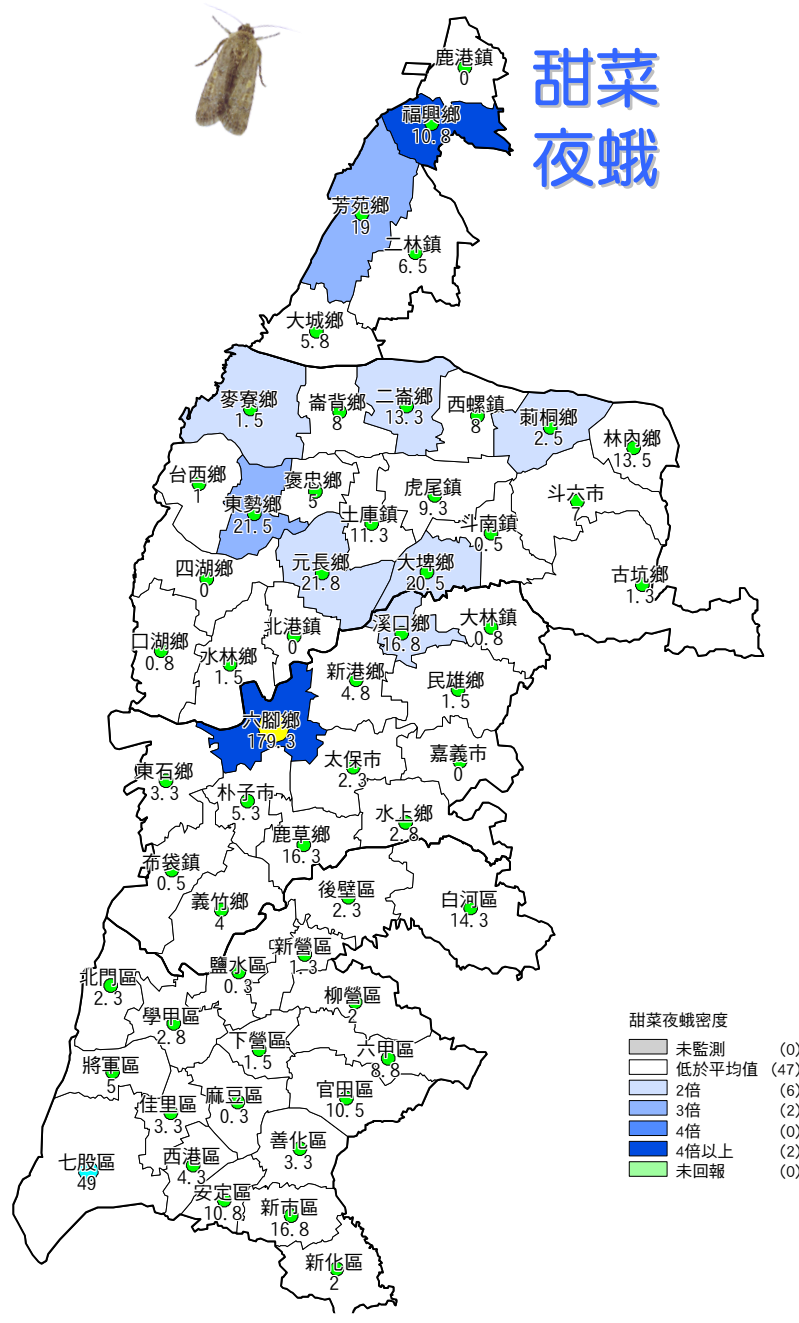 甜菜
夜蛾
鹿港鎮
0
福興鄉
10.8
芳苑鄉
19
二林鎮
6.5
大城鄉
5.8
麥寮鄉
1.5
崙背鄉
8
二崙鄉
13.3
西螺鎮
8
莿桐鄉
2.5
林內鄉
13.5
台西鄉
1
東勢鄉
21.5
褒忠鄉
5
土庫鎮
11.3
虎尾鎮
9.3
斗南鎮
0.5
斗六市
7
古坑鄉
1.3
四湖鄉
0
元長鄉
21.8
大埤鄉
20.5
口湖鄉
0.8
水林鄉
1.5
北港鎮
0
溪口鄉
16.8
大林鎮
0.8
新港鄉
4.8
民雄鄉
1.5
六腳鄉
179.3
東石鄉
3.3
朴子市
5.3
太保市
2.3
嘉義市
0
水上鄉
2.8
鹿草鄉
16.3
布袋鎮
0.5
義竹鄉
4
後壁區
2.3
白河區
14.3
北門區
2.3
鹽水區
0.3
新營區
1.3
柳營區
2
學甲區
2.8
下營區
1.5
六甲區
8.8
將軍區
5
佳里區
3.3
麻豆區
0.3
官田區
10.5
七股區
49
西港區
4.3
善化區
3.3
安定區
10.8
新市區
16.8
新化區
2
甜菜夜蛾密度
未監測 (0)
低於平均值 (47)
2倍 (6)
3倍 (2)
4倍 (0)
4倍以上 (2)
未回報 (0)